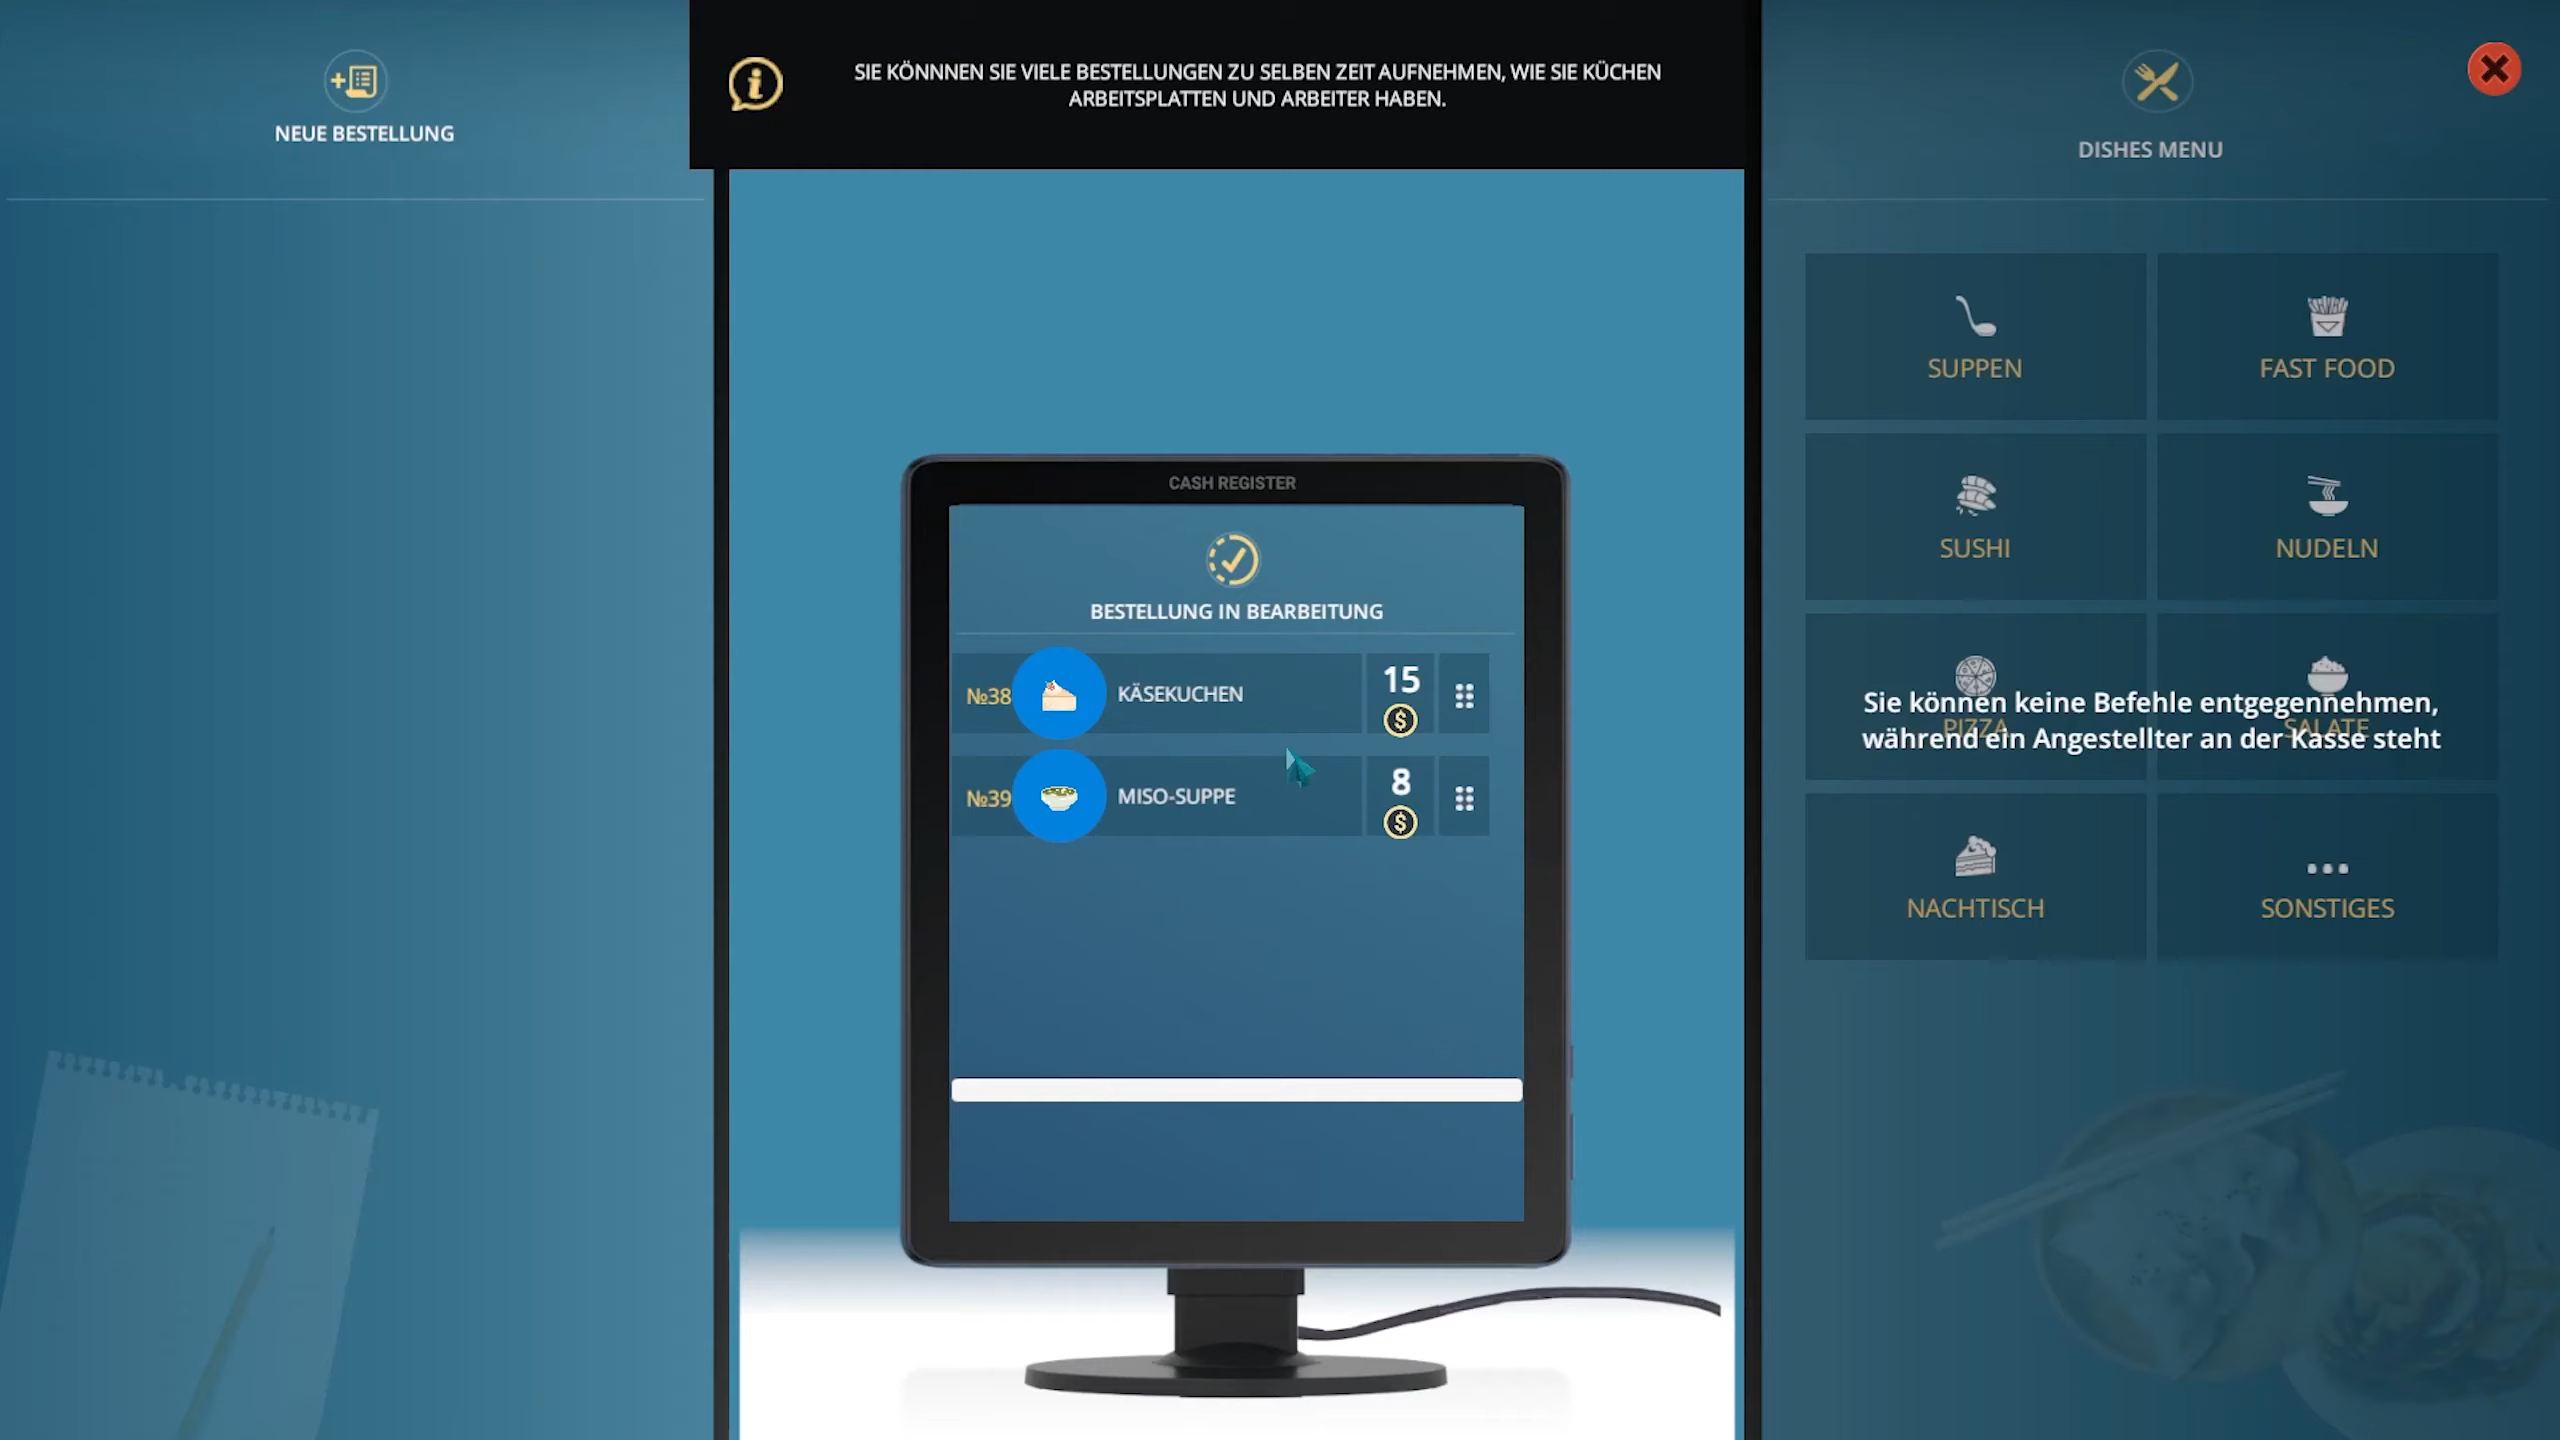 NEUE BESTELLUNG
SIE KÖNNNEN SIE VIELE BESTELLUNGEN ZU SELBEN ZEIT AUFNEHMEN, WIE SIE KÜCHEN
ARBEITSPLATTEN UND ARBEITER HABEN.
DISHES MENU
CASH REGISTER
BESTELLUNG IN BEARBEITUNG
№38 KÄSEKUCHEN 15
№39 MISO-SUPPE 8
SUPPEN
FAST FOOD
SUSHI
NUDELN
PIZZA
SALATE
Sie können keine Befehle entgegennehmen,
während ein Angestellter an der Kasse steht
NACHTISCH
SONSTIGES